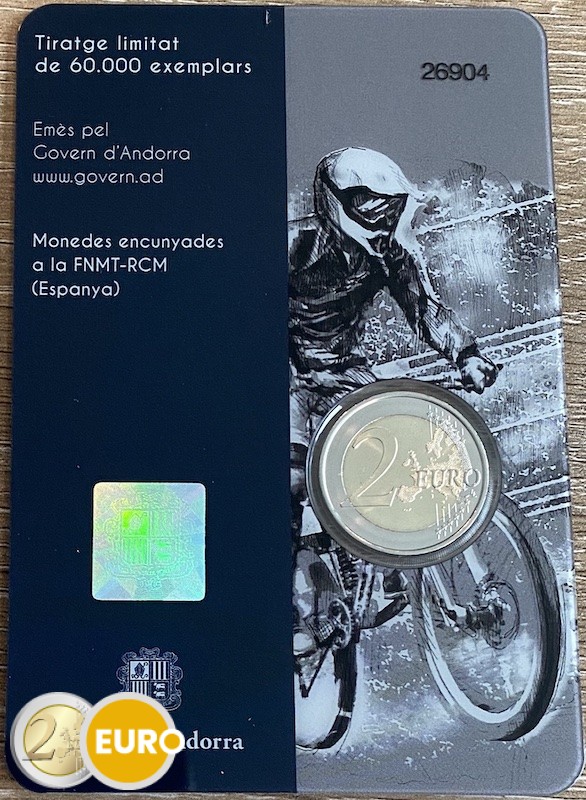 Tiratge limitat
de 60.000 exemplars
26904
Emès pel
Govern d'Andorra
www.govern.ad
Monedes encunyades
a la FNMT-RCM
(Espanya)
2 EURO
2 EURO